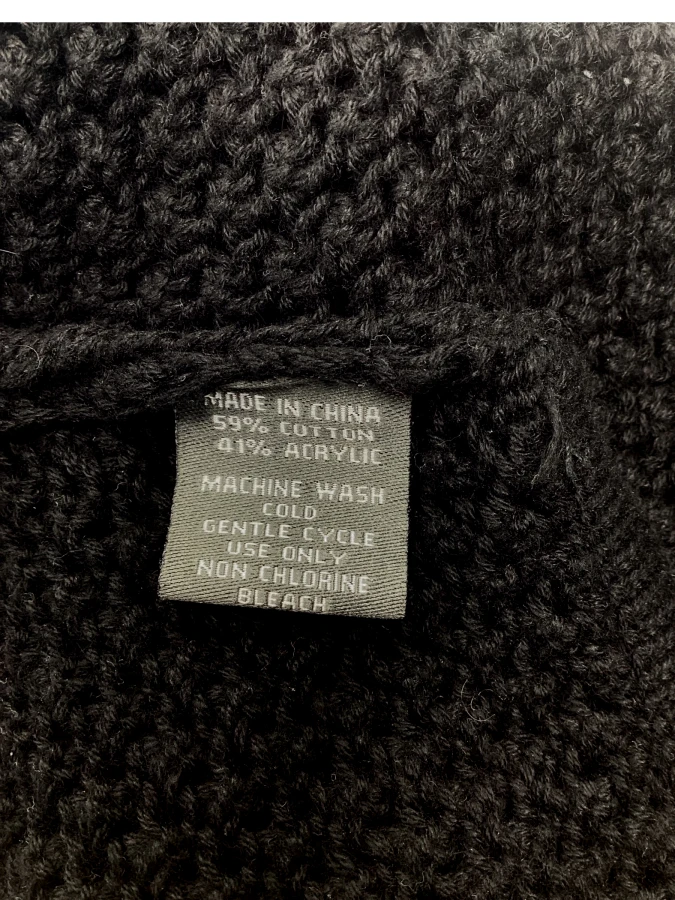 MADE IN CHINA
59% COTTON
41% ACRYLIC
MACHINE WASH
COLD
GENTLE CYCLE
USE ONLY
NON CHLORINE
BLEACH